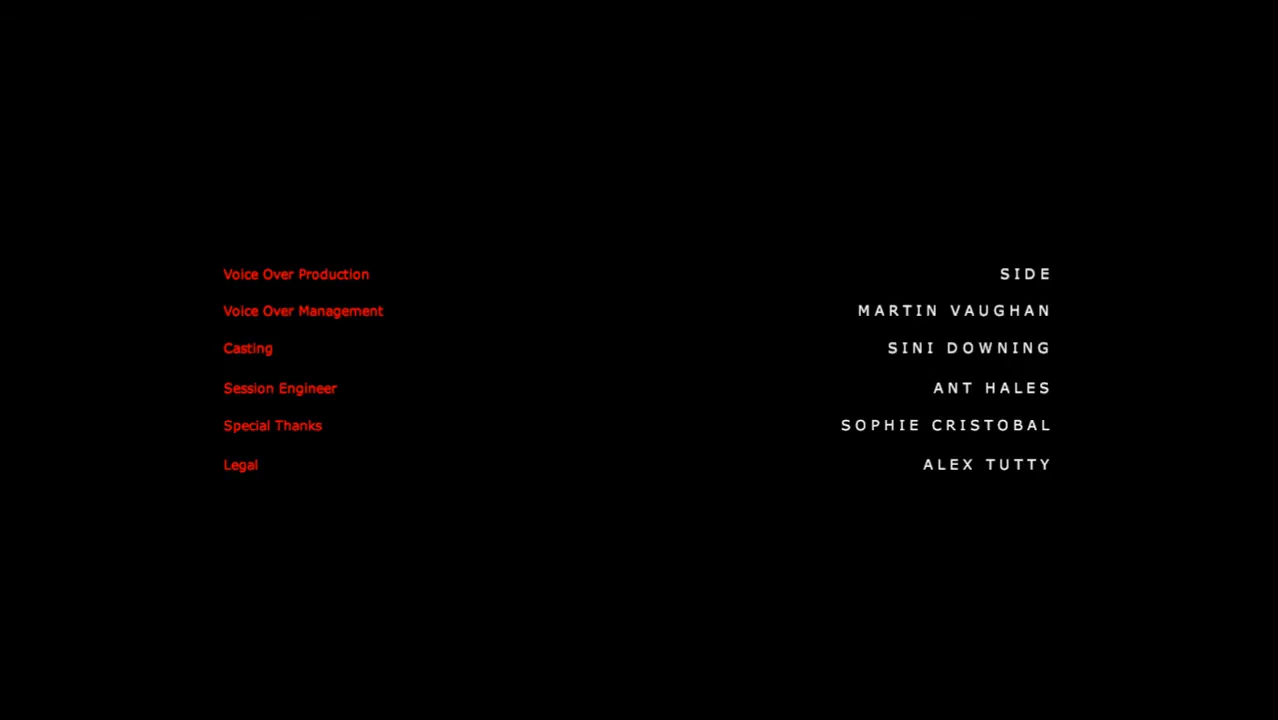 Voice Over Production SIDE
Voice Over Management MARTIN VAUGHAN
Casting SINI DOWNING
Session Engineer ANT HALES
Special Thanks SOPHIE CRISTOBAL
Legal ALEX TUTTY